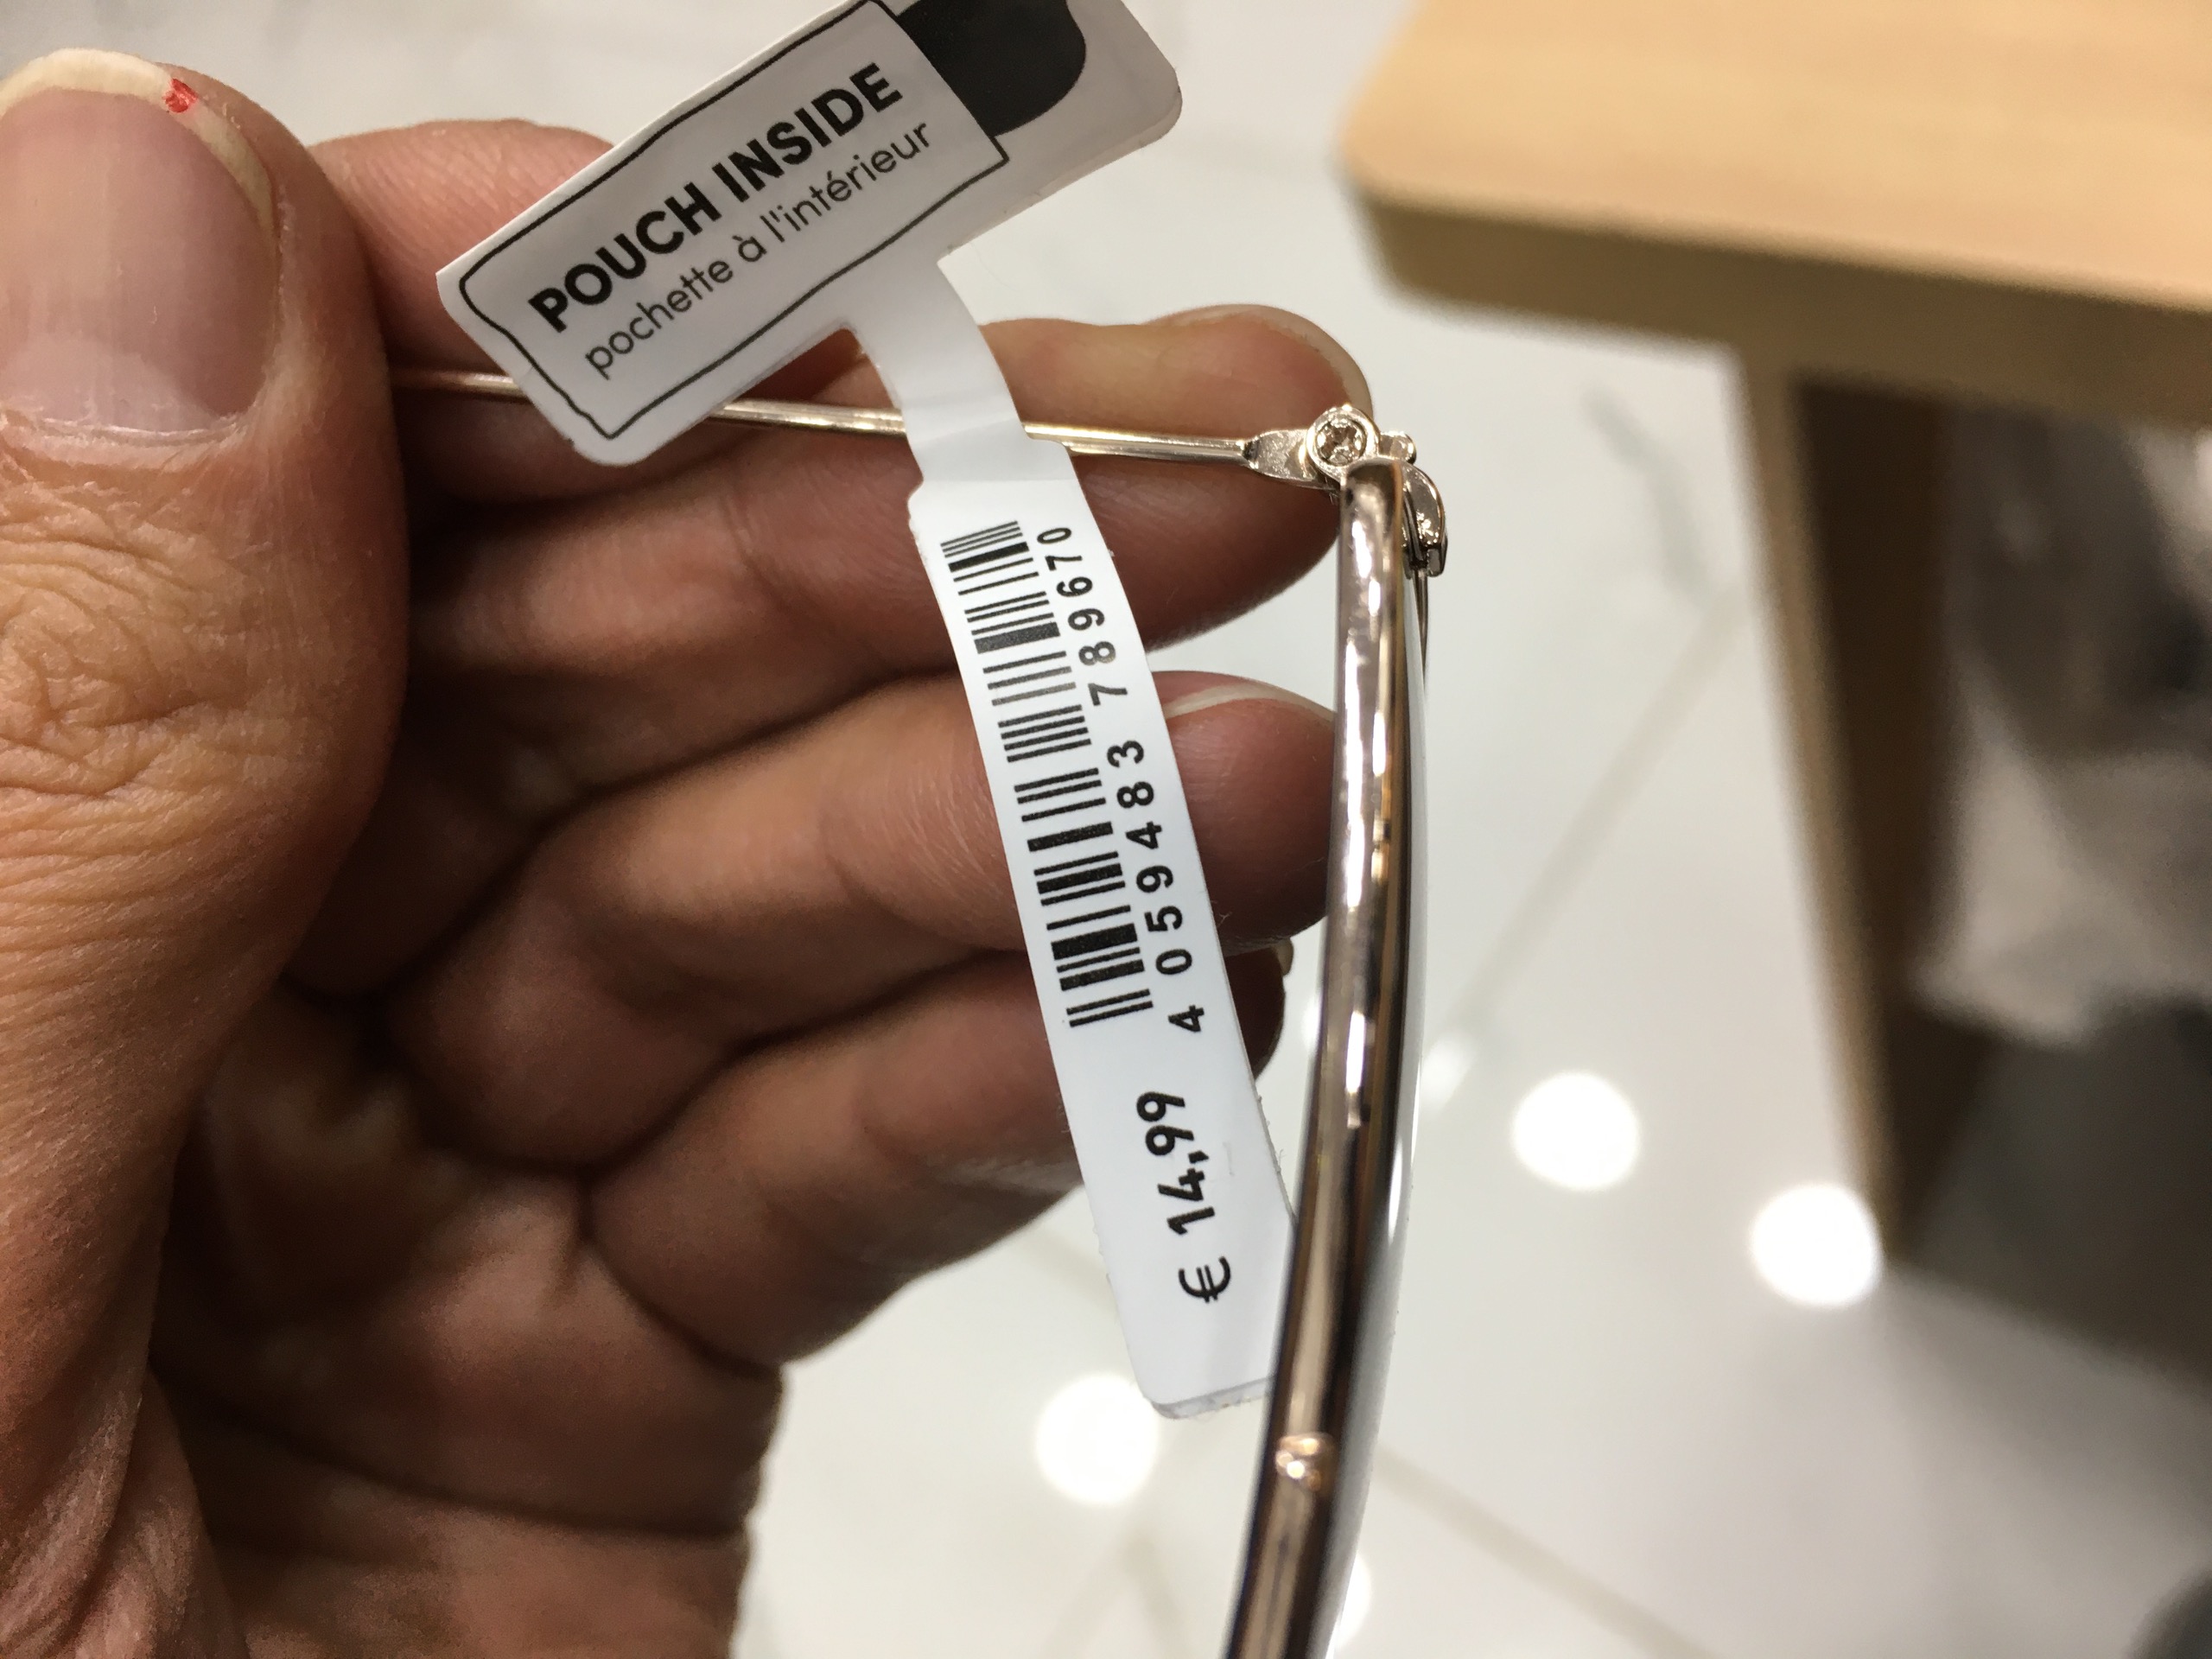 POUCH INSIDE
pochette à l'intérieur
4 059483 789670
€ 14,99